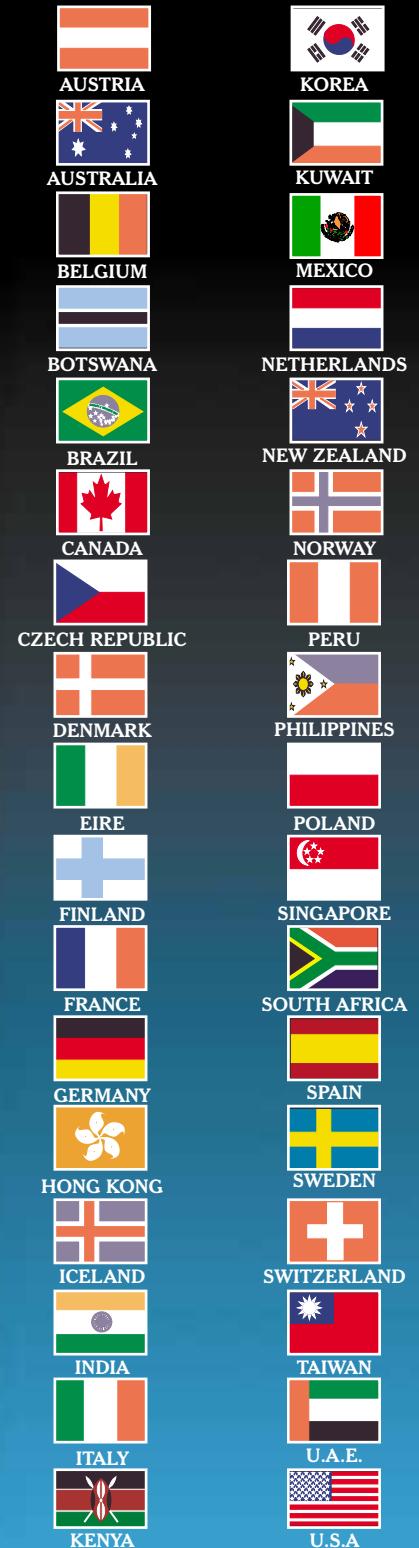 AUSTRIA
AUSTRALIA
BELGIUM
BOTSWANA
BRAZIL
CANADA
CZECH REPUBLIC
DENMARK
EIRE
FINLAND
FRANCE
GERMANY
HONG KONG
ICELAND
INDIA
ITALY
KENYA
KOREA
KUWAIT
MEXICO
NETHERLANDS
NEW ZEALAND
NORWAY
PERU
PHILIPPINES
POLAND
SINGAPORE
SOUTH AFRICA
SPAIN
SWEDEN
SWITZERLAND
TAIWAN
U.A.E.
U.S.A